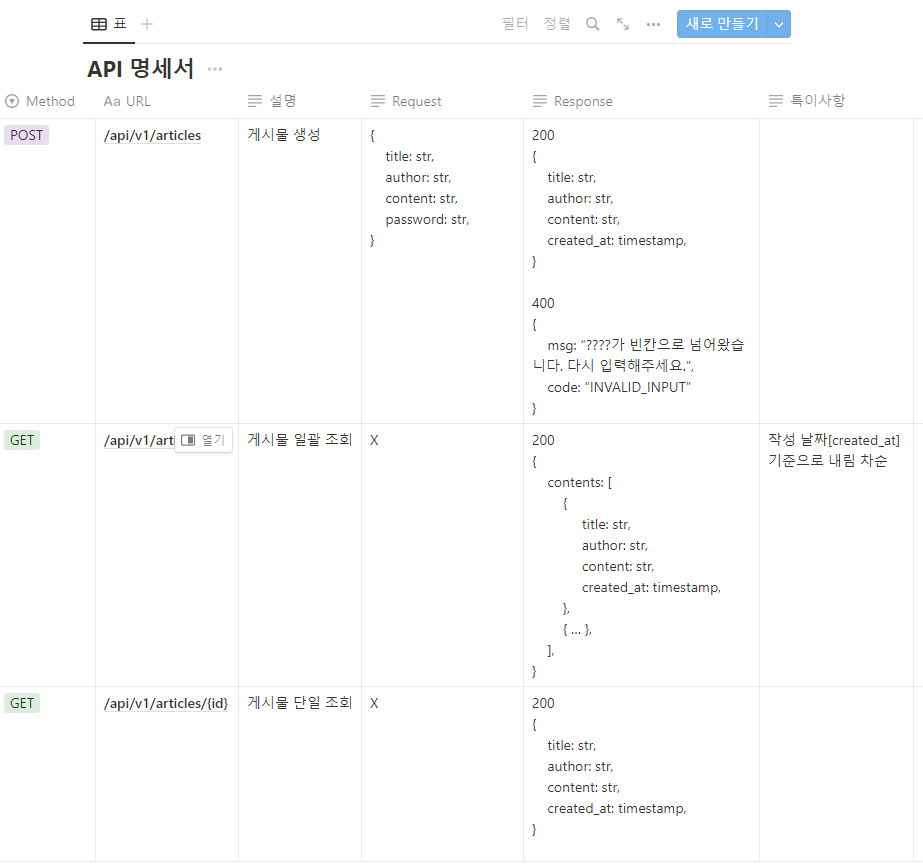 표
필터 정렬 새로 만들기
API 명세서
Method Aa URL 설명 Request Response 특이사항
POST
/api/v1/articles
게시물 생성
{
title: str,
author: str,
content: str,
password: str,
}
200
{
title: str,
author: str,
content: str,
created_at: timestamp,
}
400
{
msg: “????가 빈칸으로 넘어왔습
니다. 다시 입력해주세요.”,
code: “INVALID_INPUT”
}
GET
/api/v1/art
열기
게시물 일괄 조회
X
200
{
contents: [
{
title: str,
author: str,
content: str,
created_at: timestamp,
},
{ ... },
],
}
작성 날짜[created_at]
기준으로 내림 차순
GET
/api/v1/articles/{id}
게시물 단일 조회
X
200
{
title: str,
author: str,
content: str,
created_at: timestamp,
}